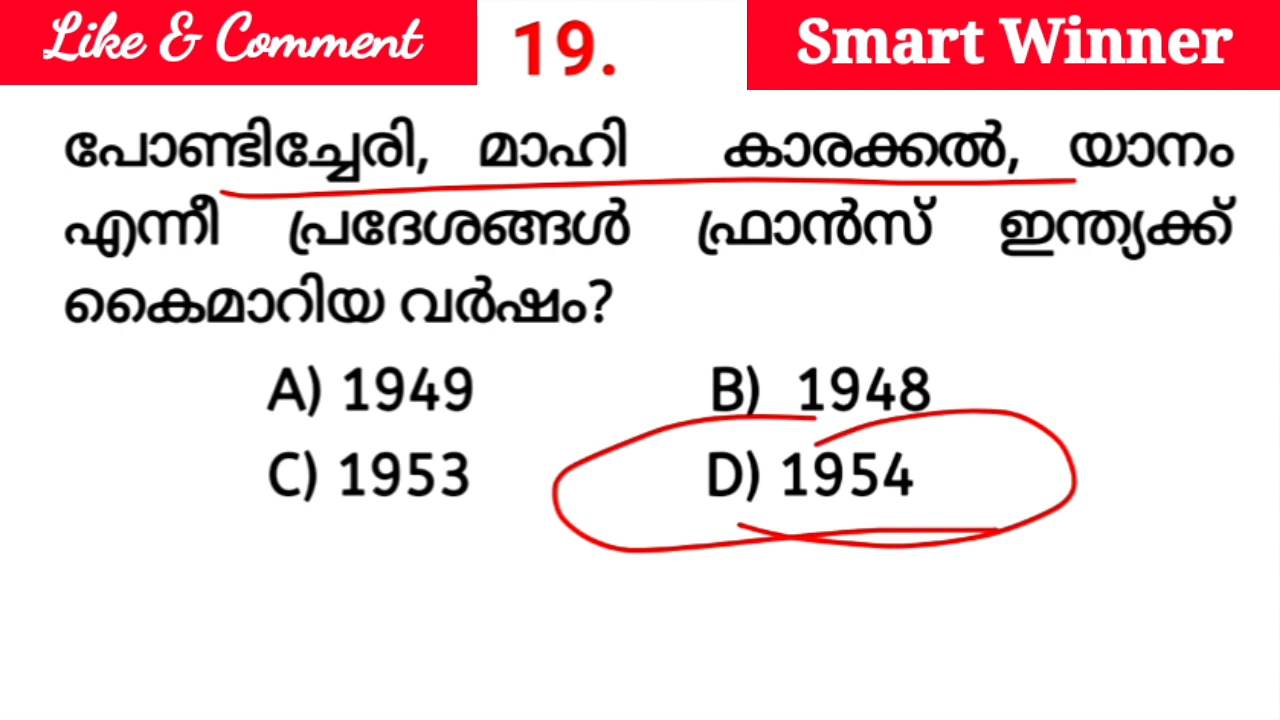 Like & Comment
19.
Smart Winner
പോണ്ടിച്ചേരി, മാഹി കാരക്കൽ, യാനം
എന്നീ പ്രദേശങ്ങൾ ഫ്രാൻസ് ഇന്ത്യക്ക്
കൈമാറിയ വർഷം?
A) 1949 B) 1948
C) 1953 D) 1954